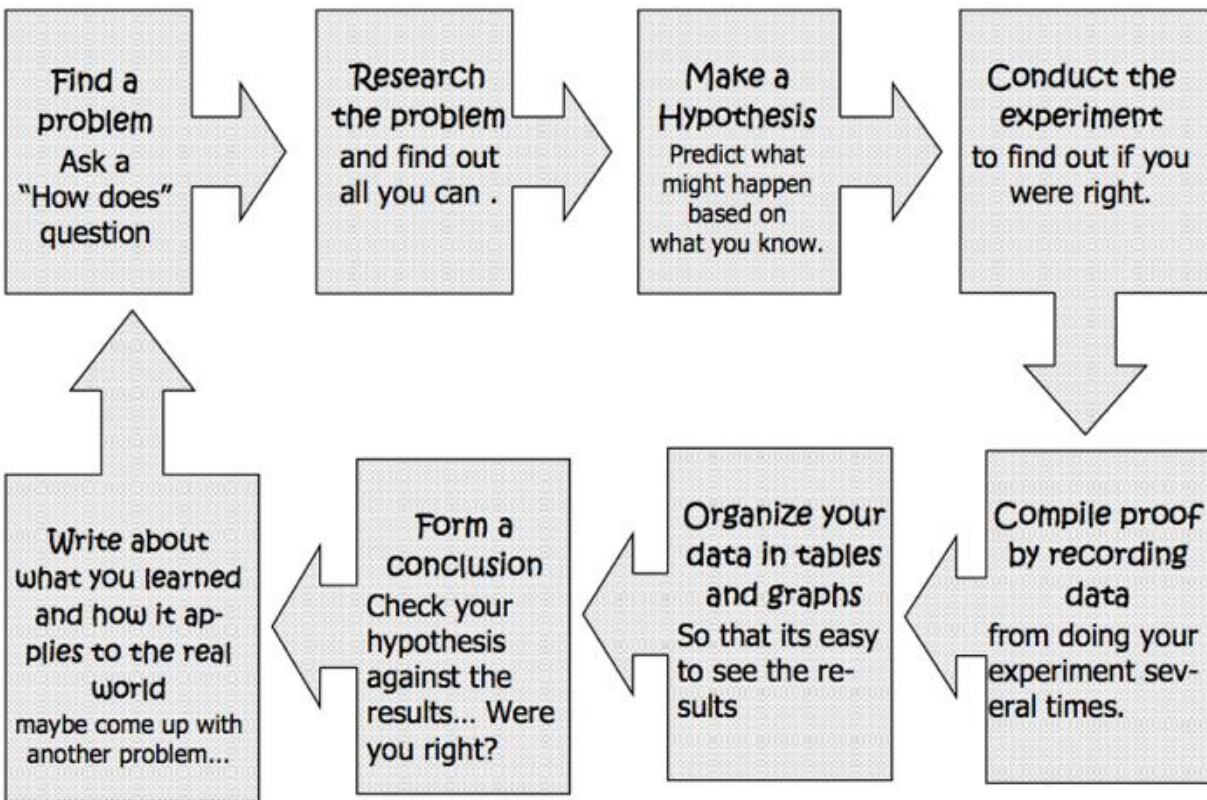 Find a
problem
Ask a
“How does”
question
Research
the problem
and find out
all you can .
Make a
Hypothesis
Predict what
might happen
based on
what you know.
Conduct the
experiment
to find out if you
were right.
Compile proof
by recording
data
from doing your
experiment sev-
eral times.
Organize your
data in tables
and graphs
So that its easy
to see the re-
sults
Form a
conclusion
Check your
hypothesis
against the
results... Were
you right?
Write about
what you learned
and how it ap-
plies to the real
world
maybe come up with
another problem...